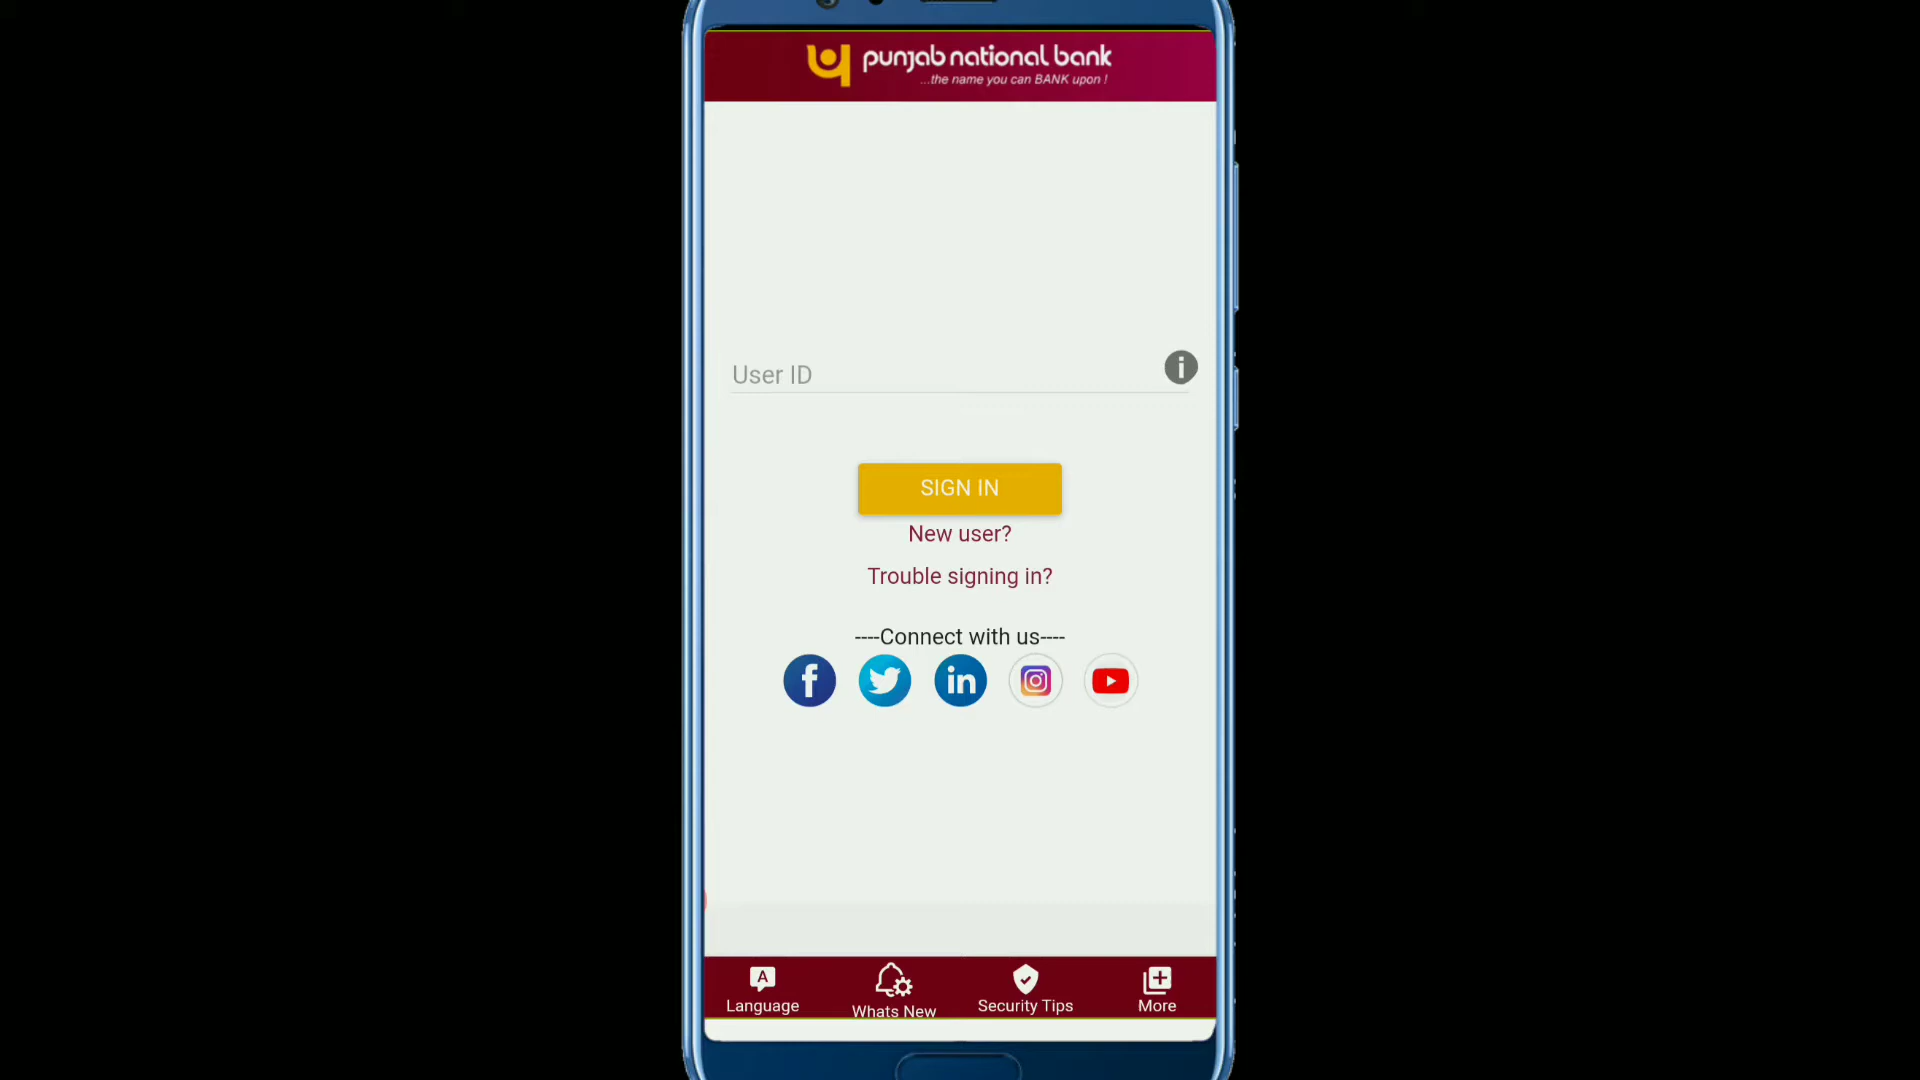 punjab national bank
...the name you can BANK upon !
User ID
SIGN IN
New user?
Trouble signing in?
----Connect with us----
Language
Whats New
Security Tips
More